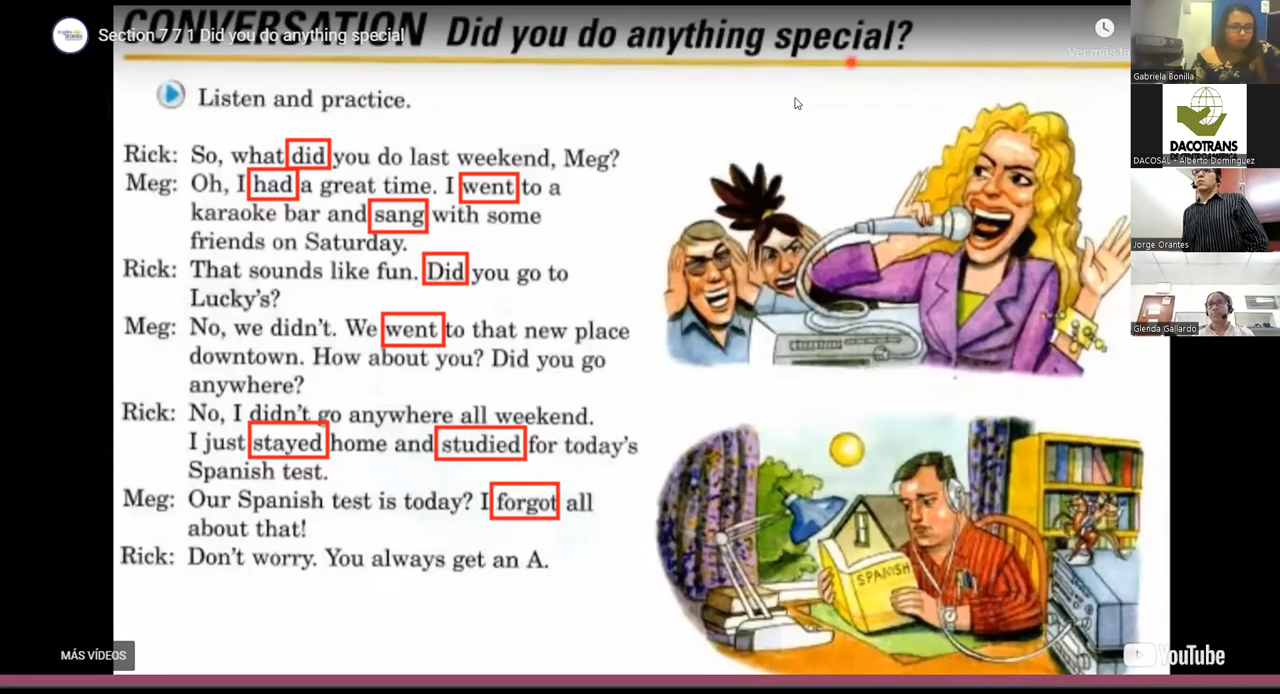 CONVERSATION Did you do anything special?
Section 7 7 1 Did you do anything special
Ver más ta
Listen and practice.
Rick: So, what did you do last weekend, Meg?
Meg: Oh, I had a great time. I went to a
karaoke bar and sang with some
friends on Saturday.
Rick: That sounds like fun. Did you go to
Lucky's?
Meg: No, we didn't. We went to that new place
downtown. How about you? Did you go
anywhere?
Rick: No, I didn't go anywhere all weekend.
I just stayed home and studied for today's
Spanish test.
Meg: Our Spanish test is today? I forgot all
about that!
Rick: Don't worry. You always get an A.
SPANISH
MÁS VÍDEOS
YouTube
Gabriela Bonilla
DACOTRANS
DACOSAL - Alberto Dominguez
Jorge Orantes
Glenda Gallardo